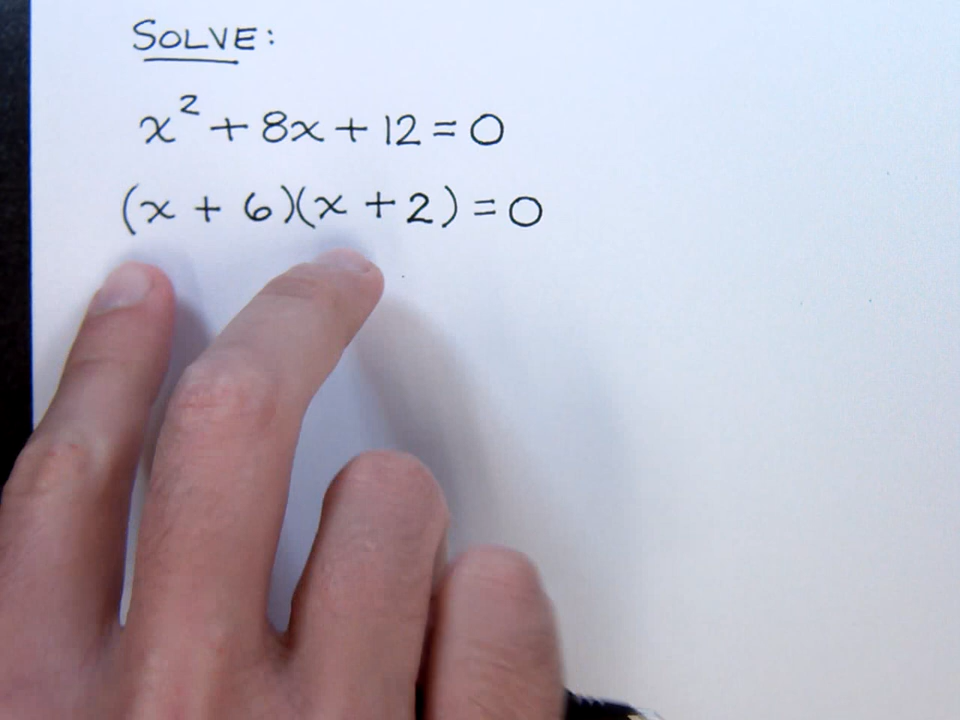 SOLVE:
x² + 8x + 12 = 0
(x + 6)(x + 2) = 0